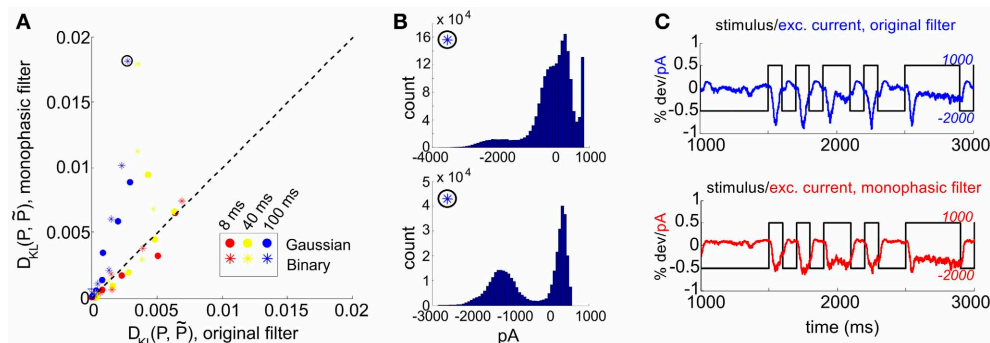 A
0.02
0.015
0.01
0.005
0
D_KL(P, P̃), monophasic filter
0 0.005 0.01 0.015 0.02
D_KL(P, P̃), original filter
8 ms
40 ms
100 ms
Gaussian
Binary
B
x 10^4
16
12
8
4
0
count
-4000 -2000 0 1000
x 10^4
5
4
3
2
1
0
count
-3000 -2000 -1000 0 1000
pA
C
stimulus/exc. current, original filter
1
0.5
0
-0.5
-1
% dev/pA
1000
-2000
1000 2000 3000
stimulus/exc. current, monophasic filter
1
0.5
0
-0.5
-1
% dev/pA
1000
-2000
1000 2000 3000
time (ms)